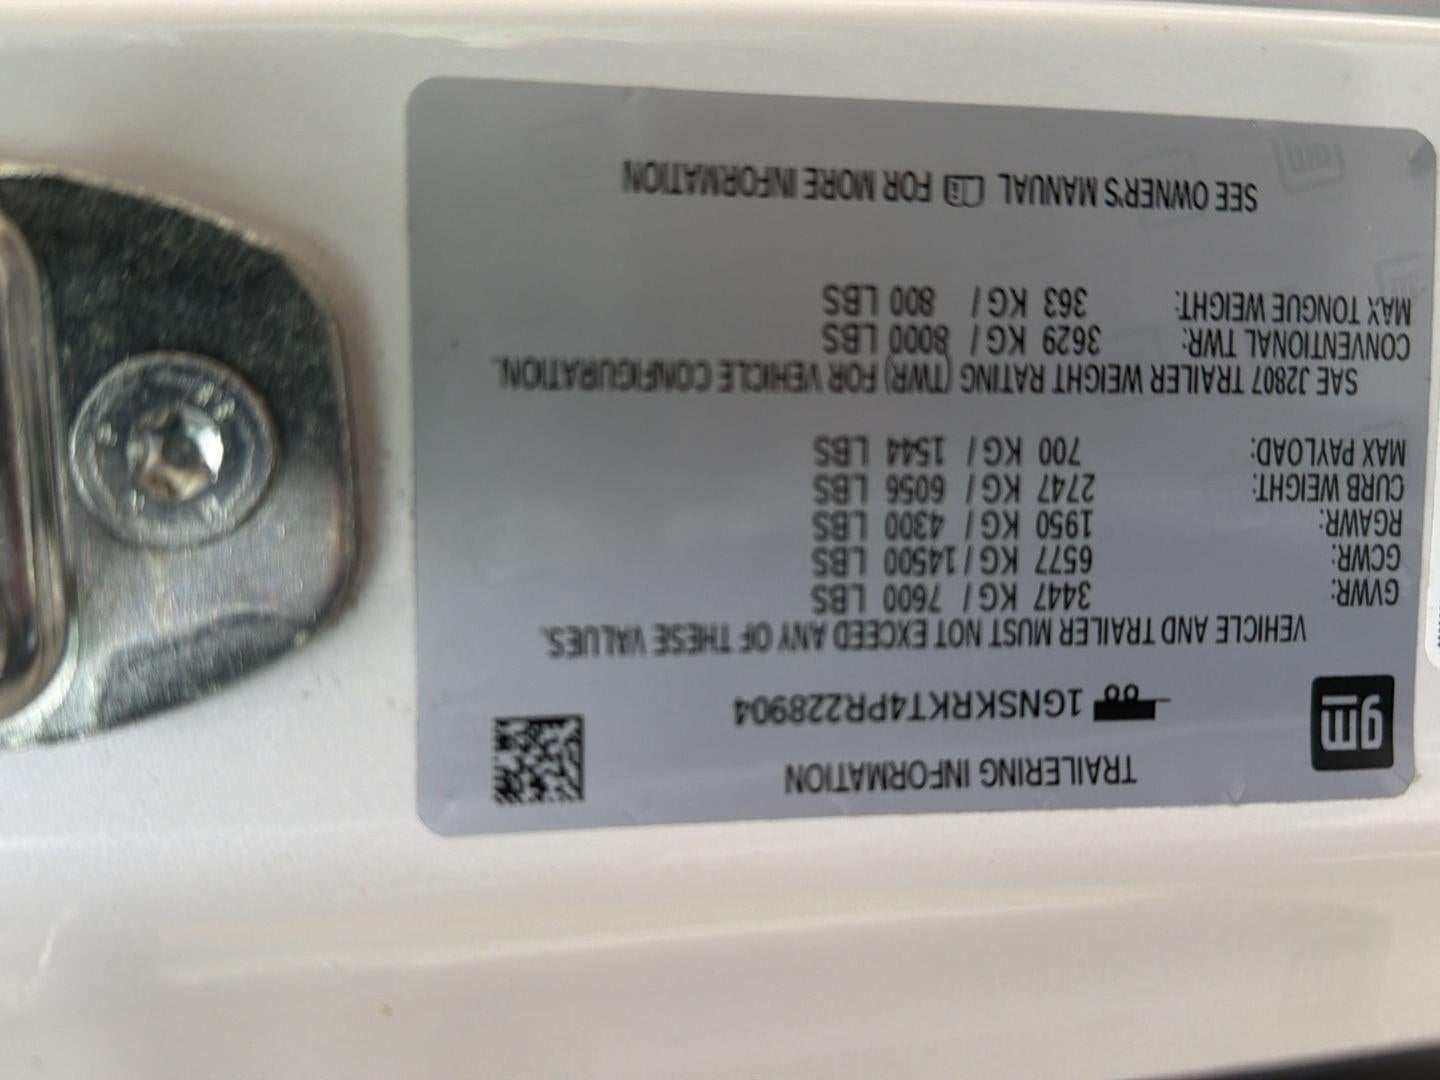 TRAILERING INFORMATION
gm
1GNSKRKT4PR228904
VEHICLE AND TRAILER MUST NOT EXCEED ANY OF THESE VALUES.
GVWR: 3447 KG / 7600 LBS
GCWR: 6577 KG / 14500 LBS
RGAWR: 1950 KG / 4300 LBS
CURB WEIGHT: 2747 KG / 6056 LBS
MAX PAYLOAD: 700 KG / 1544 LBS
SAE J2807 TRAILER WEIGHT RATING (TWR) FOR VEHICLE CONFIGURATION.
CONVENTIONAL TWR: 3629 KG / 8000 LBS
MAX TONGUE WEIGHT: 363 KG / 800 LBS
SEE OWNER'S MANUAL FOR MORE INFORMATION